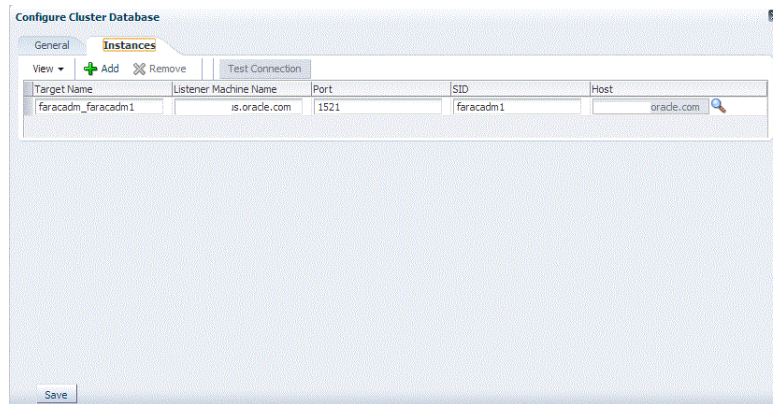 Configure Cluster Database
General Instances
View Add Remove Test Connection
Target Name Listener Machine Name Port SID Host
faracadm_faracadm1 s.oracle.com 1521 faracadm1 oracle.com
Save